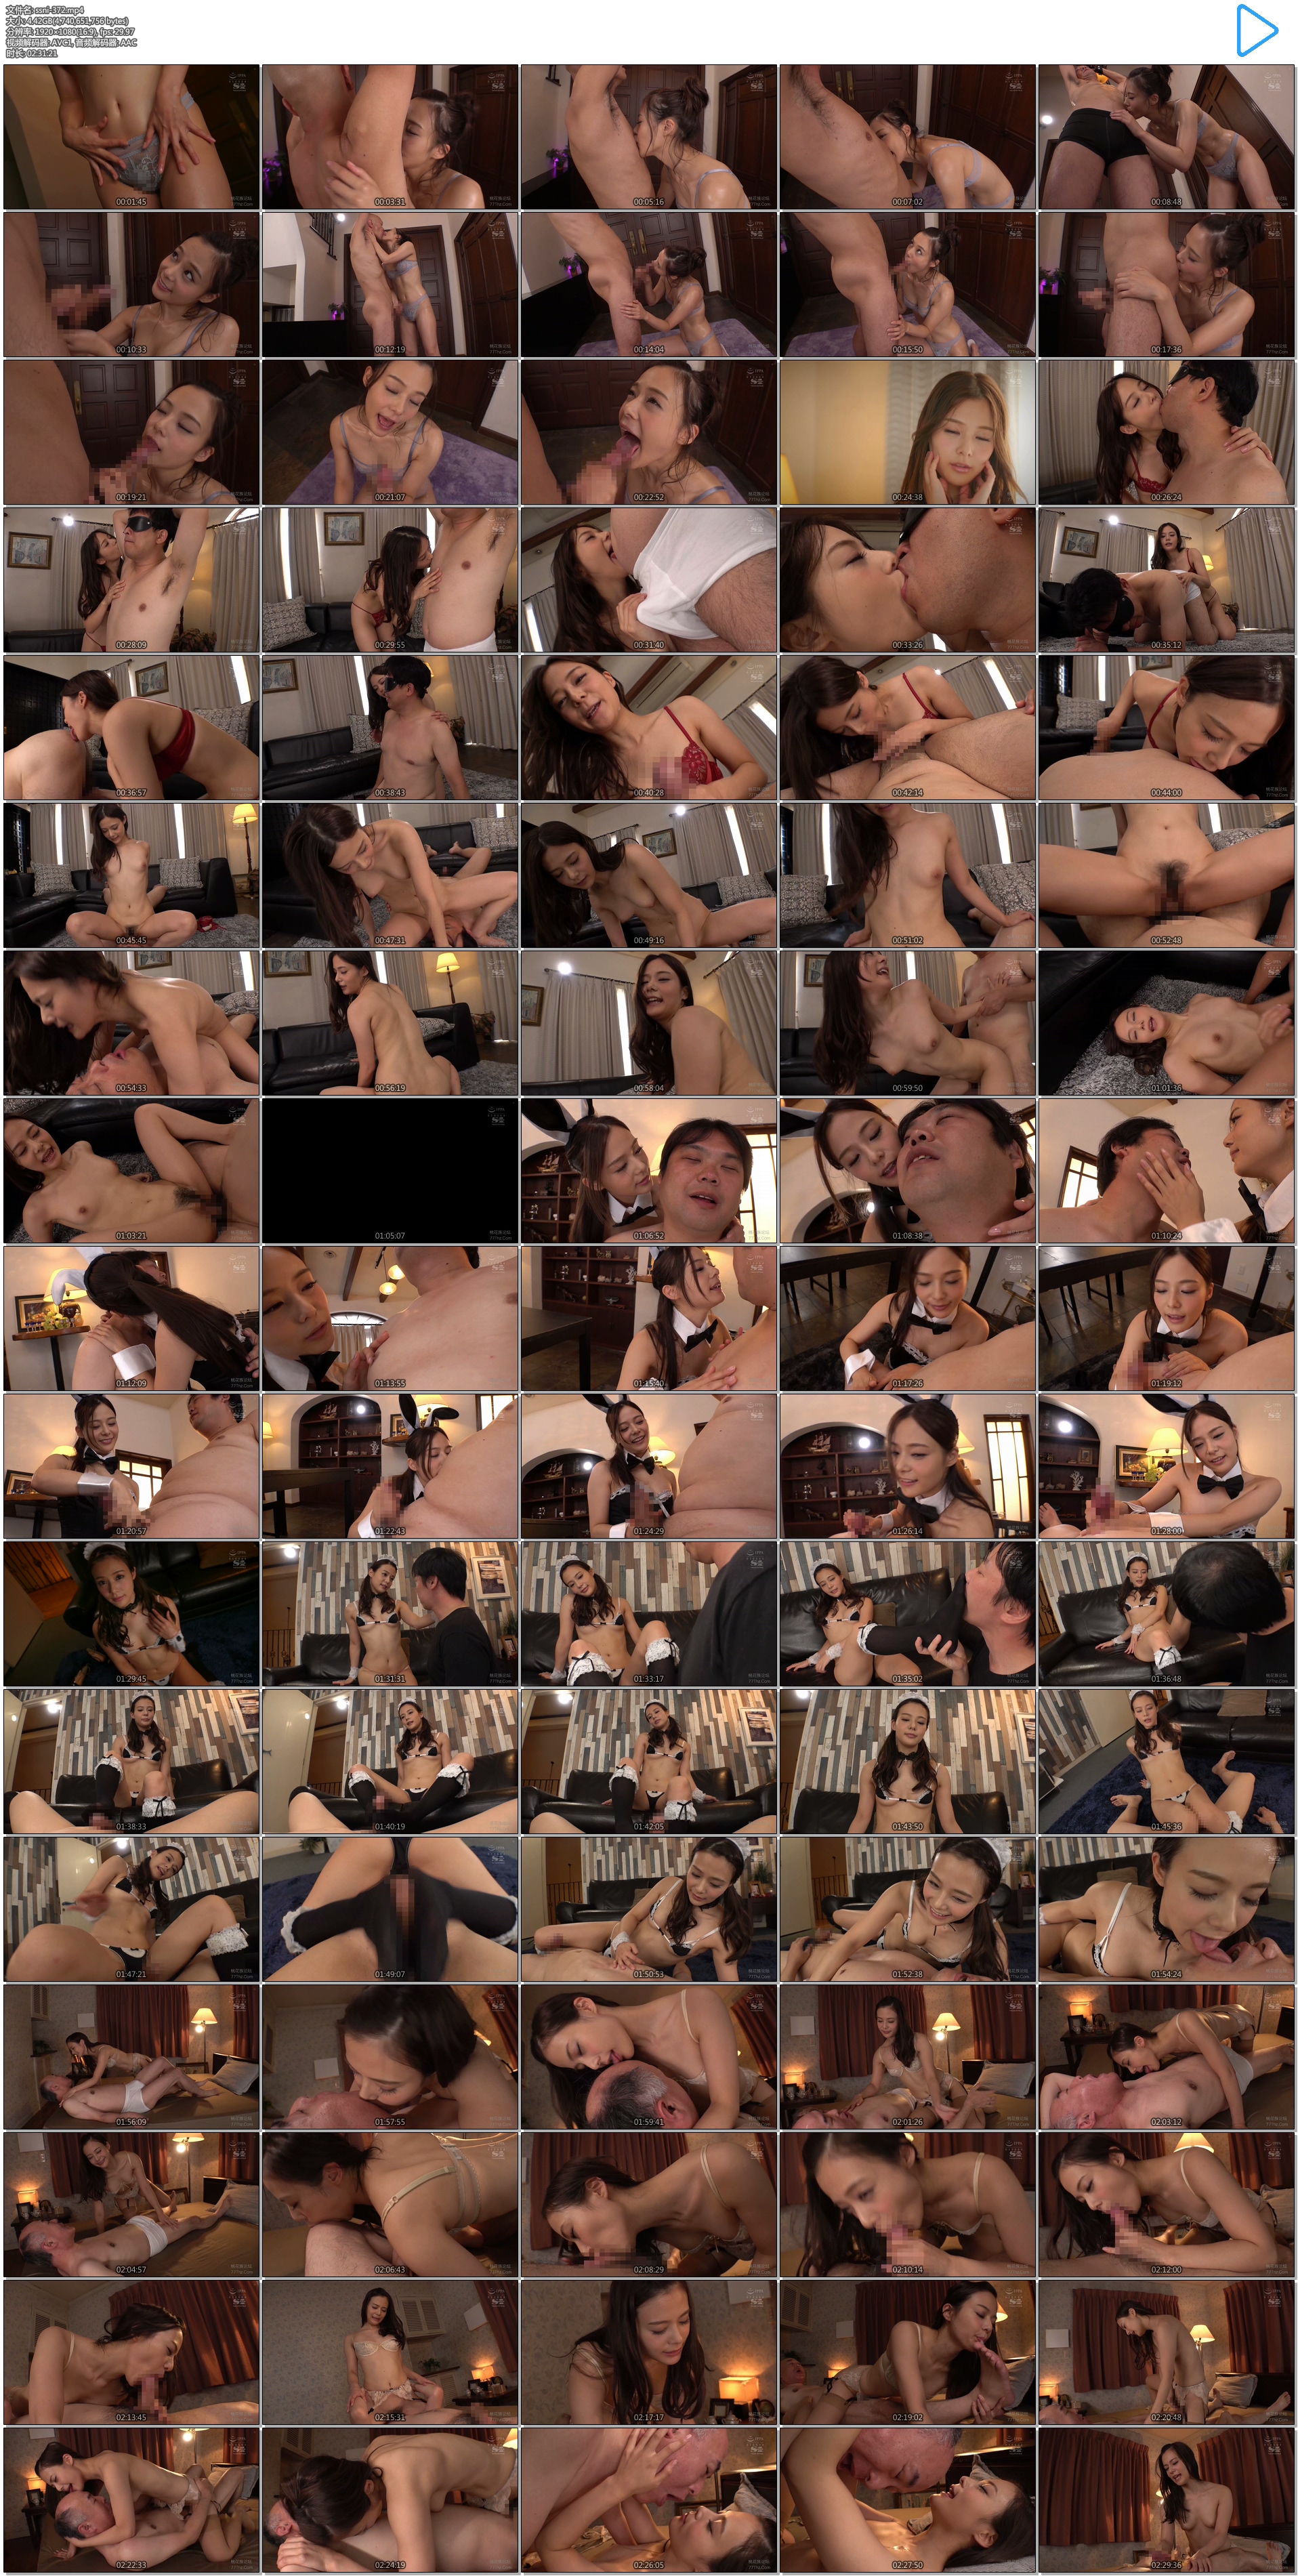 文件名: ssni-372.mp4
大小: 4.42GB(4,740,651,756 bytes)
分辨率: 1920×1080(16:9), fps: 29.97
视频解码器: AVC1, 音频解码器: AAC
时长: 02:31:21
00:01:45 00:03:31 00:05:16 00:07:02 00:08:48
00:10:33 00:12:19 00:14:04 00:15:50 00:17:36
00:19:21 00:21:07 00:22:52 00:24:38 00:26:24
00:28:09 00:29:55 00:31:40 00:33:26 00:35:12
00:36:57 00:38:43 00:40:28 00:42:14 00:44:00
00:45:45 00:47:31 00:49:16 00:51:02 00:52:48
00:54:33 00:56:19 00:58:04 00:59:50 01:01:36
01:03:21 01:05:07 01:06:52 01:08:38 01:10:24
01:12:09 01:13:55 01:15:40 01:17:26 01:19:12
01:20:57 01:22:43 01:24:29 01:26:14 01:28:00
01:29:45 01:31:31 01:33:17 01:35:02 01:36:48
01:38:33 01:40:19 01:42:05 01:43:50 01:45:36
01:47:21 01:49:07 01:50:53 01:52:38 01:54:24
01:56:09 01:57:55 01:59:41 02:01:26 02:03:12
02:04:57 02:06:43 02:08:29 02:10:14 02:12:00
02:13:45 02:15:31 02:17:17 02:19:02 02:20:48
02:22:33 02:24:19 02:26:05 02:27:50 02:29:36